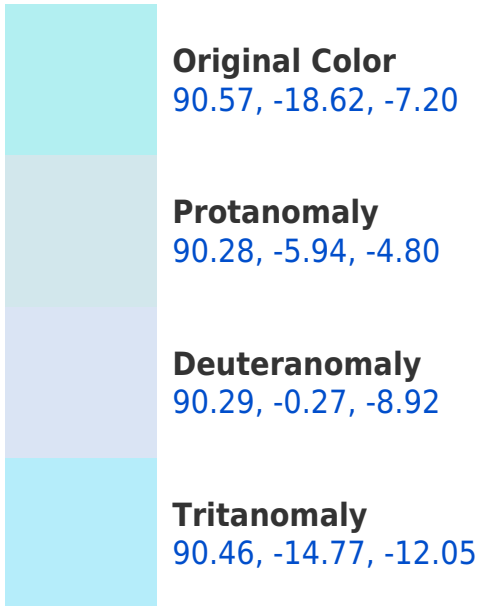 Original Color
90.57, -18.62, -7.20
Protanomaly
90.28, -5.94, -4.80
Deuteranomaly
90.29, -0.27, -8.92
Tritanomaly
90.46, -14.77, -12.05